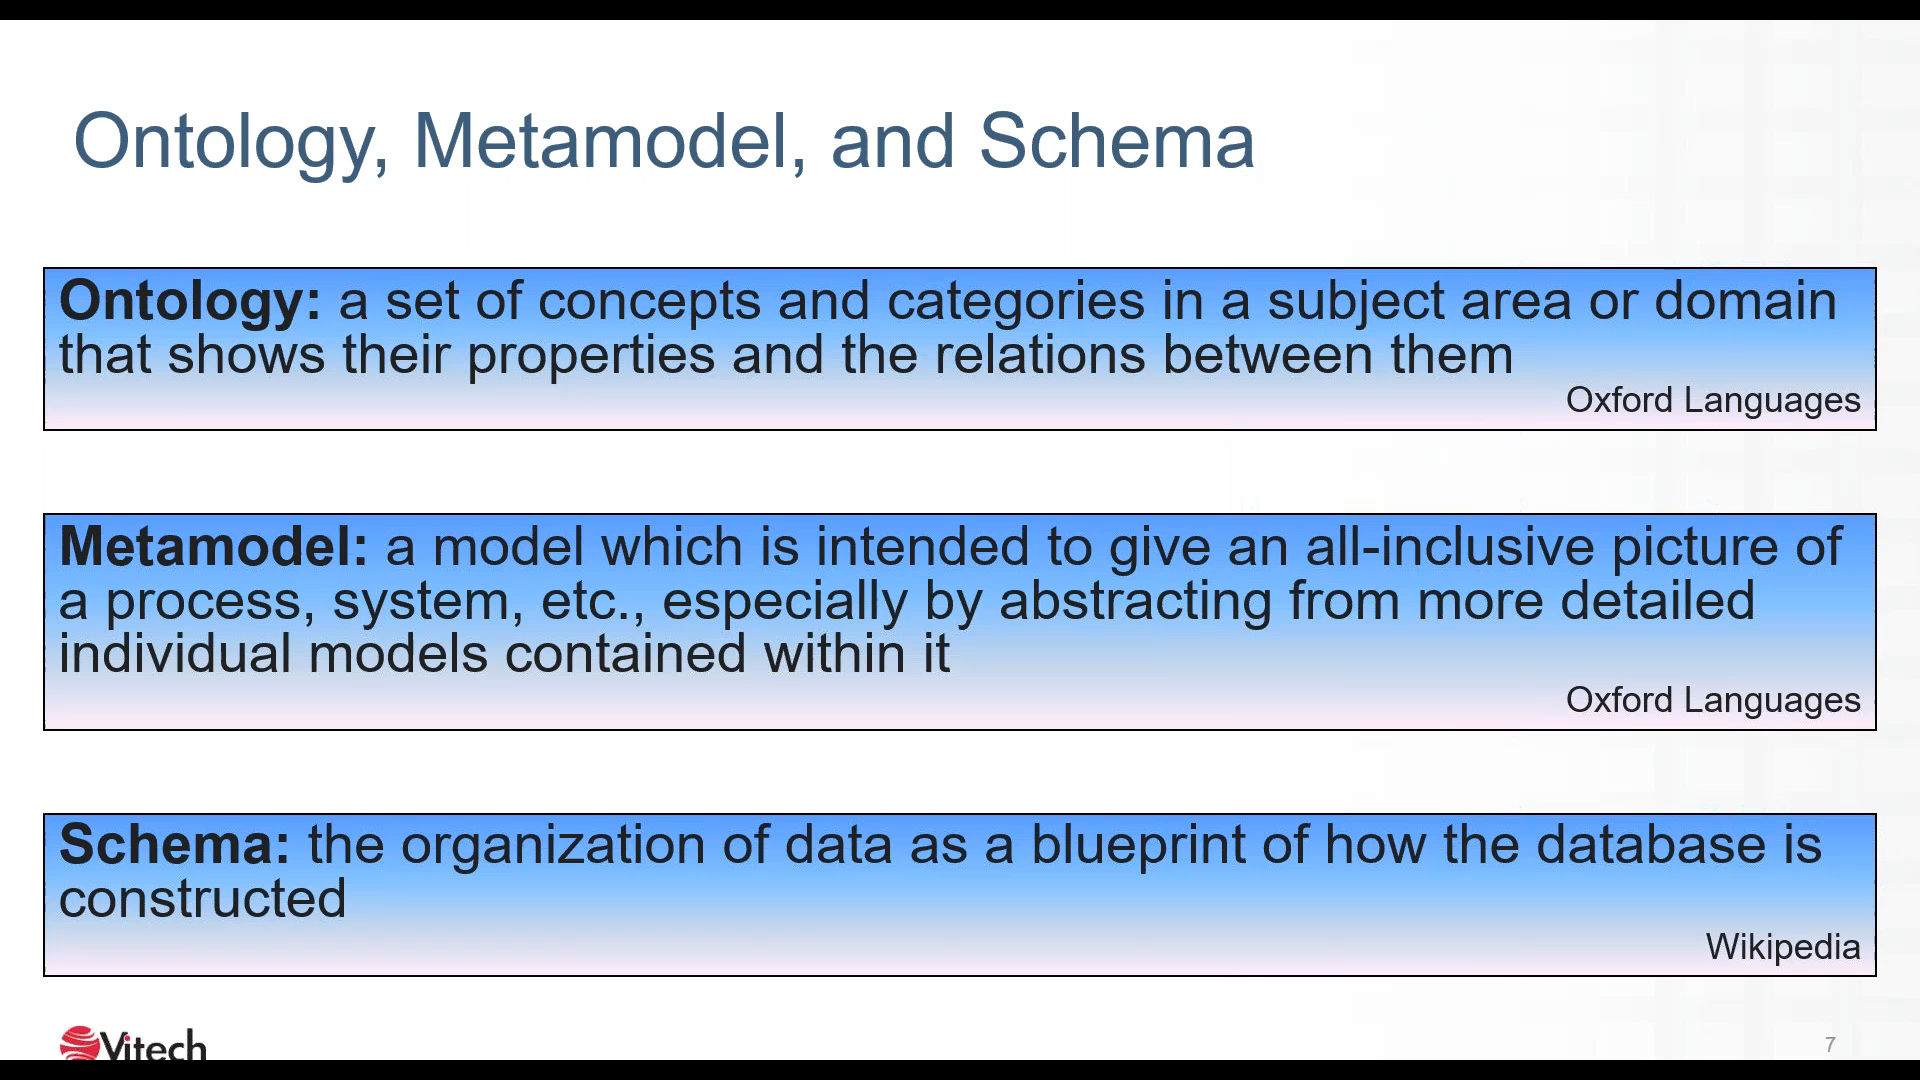 Ontology, Metamodel, and Schema
Ontology: a set of concepts and categories in a subject area or domain
that shows their properties and the relations between them
Oxford Languages
Metamodel: a model which is intended to give an all-inclusive picture of
a process, system, etc., especially by abstracting from more detailed
individual models contained within it
Oxford Languages
Schema: the organization of data as a blueprint of how the database is
constructed
Wikipedia
Vitech
7